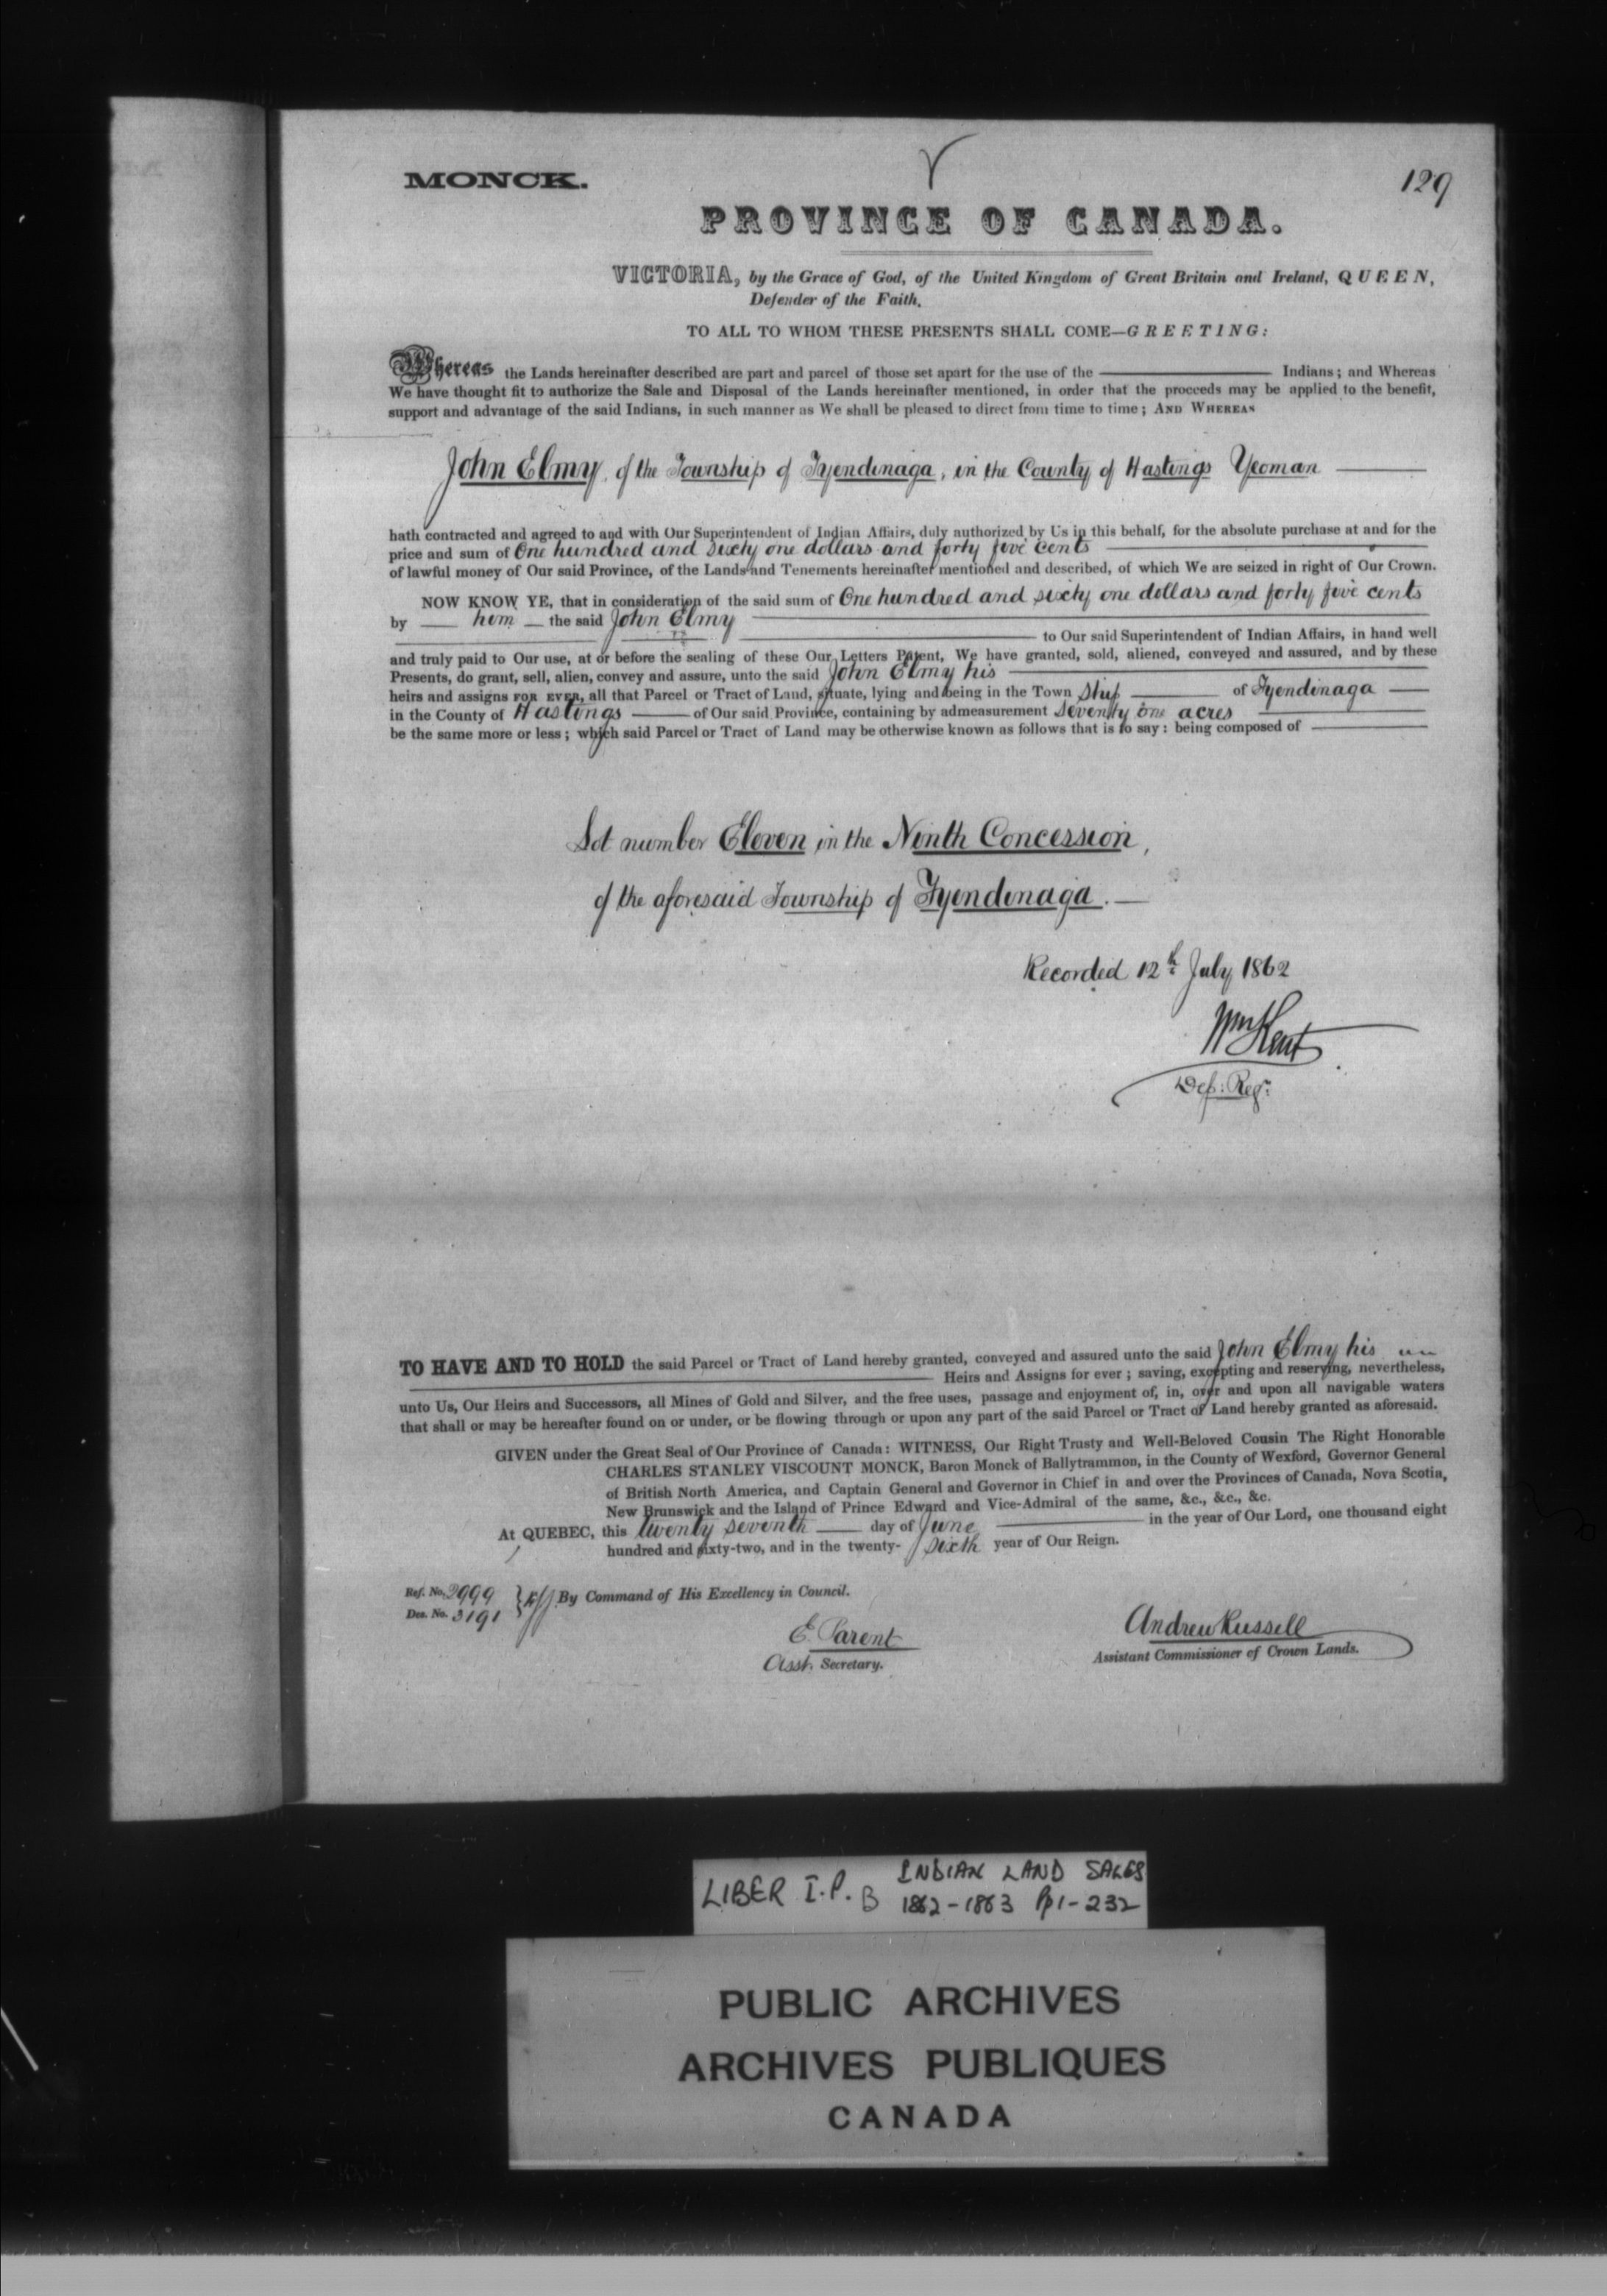 MONCK.
129
PROVINCE OF CANADA.
VICTORIA, by the Grace of God, of the United Kingdom of Great Britain and Ireland, QUEEN,
Defender of the Faith.
TO ALL TO WHOM THESE PRESENTS SHALL COME—GREETING:
Whereas the Lands hereinafter described are part and parcel of those set apart for the use of the Indians; and Whereas
We have thought fit to authorize the Sale and Disposal of the Lands hereinafter mentioned, in order that the proceeds may be applied to the benefit,
support and advantage of the said Indians, in such manner as We shall be pleased to direct from time to time; AND WHEREAS
John Elmy, of the Township of Tyendinaga, in the County of Hastings Yeoman
hath contracted and agreed to and with Our Superintendent of Indian Affairs, duly authorized by Us in this behalf, for the absolute purchase at and for the
price and sum of One hundred and sixty one dollars and forty five cents
of lawful money of Our said Province, of the Lands and Tenements hereinafter mentioned and described, of which We are seized in right of Our Crown.
NOW KNOW YE, that in consideration of the said sum of One hundred and sixty one dollars and forty five cents
by him the said John Elmy
to Our said Superintendent of Indian Affairs, in hand well
and truly paid to Our use, at or before the sealing of these Our Letters Patent, We have granted, sold, aliened, conveyed and assured, and by these
Presents, do grant, sell, alien, convey and assure, unto the said John Elmy his
heirs and assigns FOR EVER, all that Parcel or Tract of Land, situate, lying and being in the Town ship of Tyendinaga
in the County of Hastings of Our said Province, containing by admeasurement seventy one acres
be the same more or less; which said Parcel or Tract of Land may be otherwise known as follows that is to say: being composed of
Lot number Eleven in the Ninth Concession,
of the aforesaid Township of Tyendinaga.
Recorded 12th July 1862
Wm Kent
Dep: Regr:
TO HAVE AND TO HOLD the said Parcel or Tract of Land hereby granted, conveyed and assured unto the said John Elmy his
Heirs and Assigns for ever; saving, excepting and reserving, nevertheless,
unto Us, Our Heirs and Successors, all Mines of Gold and Silver, and the free uses, passage and enjoyment of, in, over and upon all navigable waters
that shall or may be hereafter found on or under, or be flowing through or upon any part of the said Parcel or Tract of Land hereby granted as aforesaid.
GIVEN under the Great Seal of Our Province of Canada: WITNESS, Our Right Trusty and Well-Beloved Cousin The Right Honorable
CHARLES STANLEY VISCOUNT MONCK, Baron Monck of Ballytrammon, in the County of Wexford, Governor General
of British North America, and Captain General and Governor in Chief in and over the Provinces of Canada, Nova Scotia,
New Brunswick and the Island of Prince Edward and Vice-Admiral of the same, &c., &c., &c.
At QUEBEC, this twenty seventh day of June in the year of Our Lord, one thousand eight
hundred and sixty-two, and in the twenty- sixth year of Our Reign.
Ref. No. 2999
Des. No. 3191
By Command of His Excellency in Council.
E. Parent
Asst. Secretary.
Andrew Russell
Assistant Commissioner of Crown Lands.
LIBER I.P. B INDIAN LAND SALES
1862-1863 Pp 1-232
PUBLIC ARCHIVES
ARCHIVES PUBLIQUES
CANADA